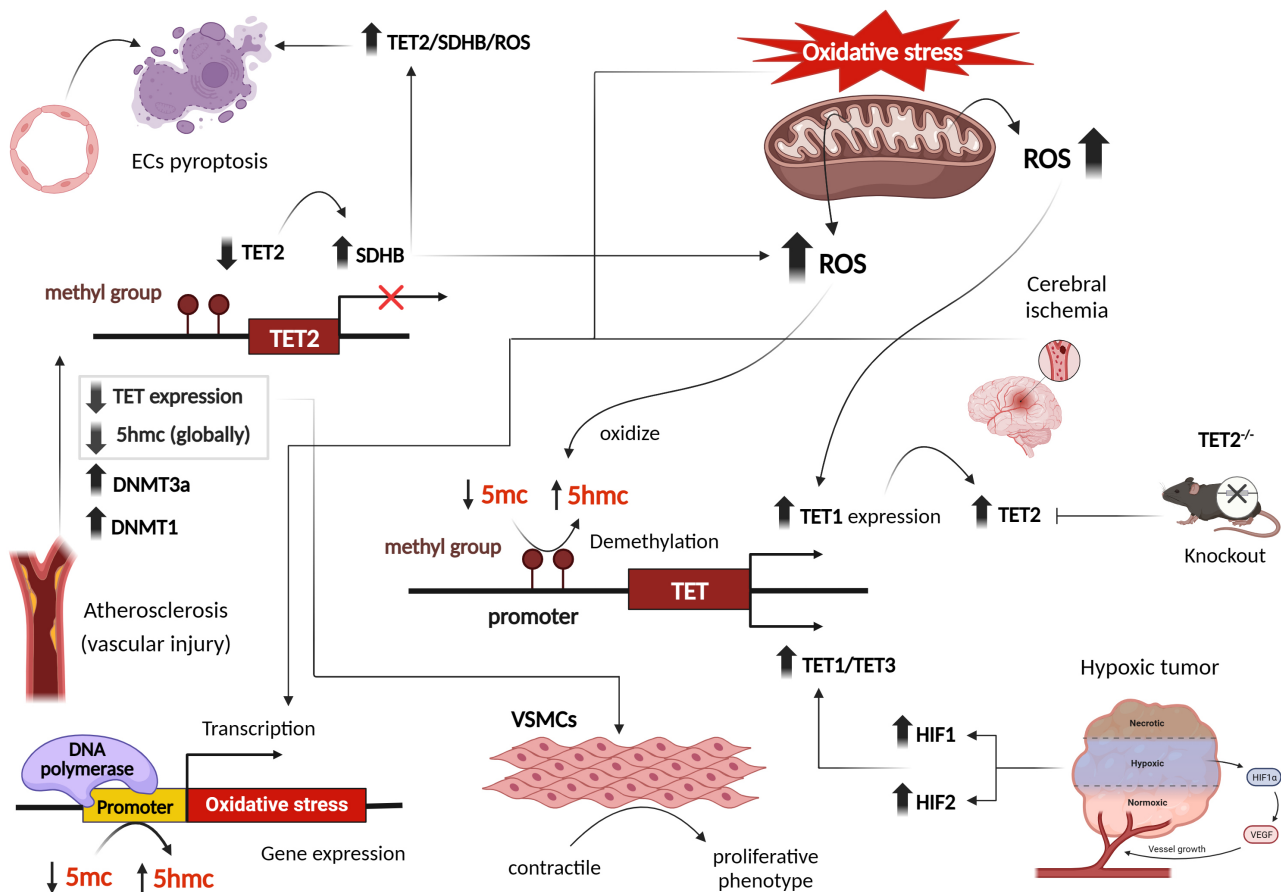 TET2/SDHB/ROS
Oxidative stress
ECs pyroptosis
ROS
TET2
SDHB
ROS
methyl group
TET2
Cerebral
ischemia
TET expression
5hmc (globally)
DNMT3a
DNMT1
oxidize
TET2-/-
5mc
5hmc
TET1 expression
TET2
Knockout
methyl group
Demethylation
TET
promoter
Atherosclerosis
(vascular injury)
TET1/TET3
Hypoxic tumor
Transcription
VSMCs
HIF1
HIF2
Necrotic
Hypoxic
Normoxic
HIF1α
VEGF
Vessel growth
DNA
polymerase
Promoter
Oxidative stress
Gene expression
5mc
5hmc
contractile
proliferative
phenotype